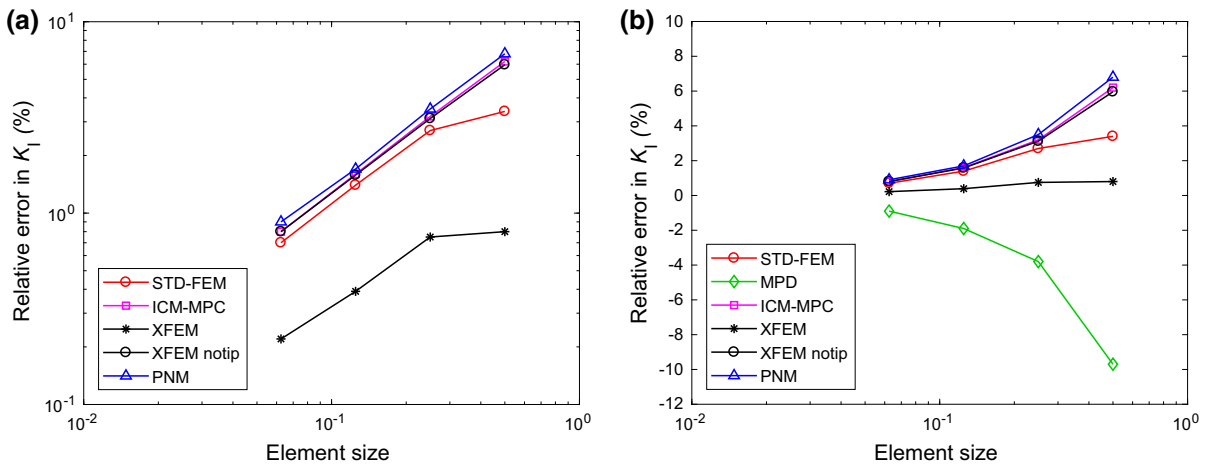 (a)
Relative error in K_I (%)
10^1
10^0
10^-1
10^-2
10^-1
10^0
Element size
STD-FEM
ICM-MPC
XFEM
XFEM notip
PNM
(b)
Relative error in K_I (%)
10
8
6
4
2
0
-2
-4
-6
-8
-10
-12
10^-2
10^-1
10^0
Element size
STD-FEM
MPD
ICM-MPC
XFEM
XFEM notip
PNM